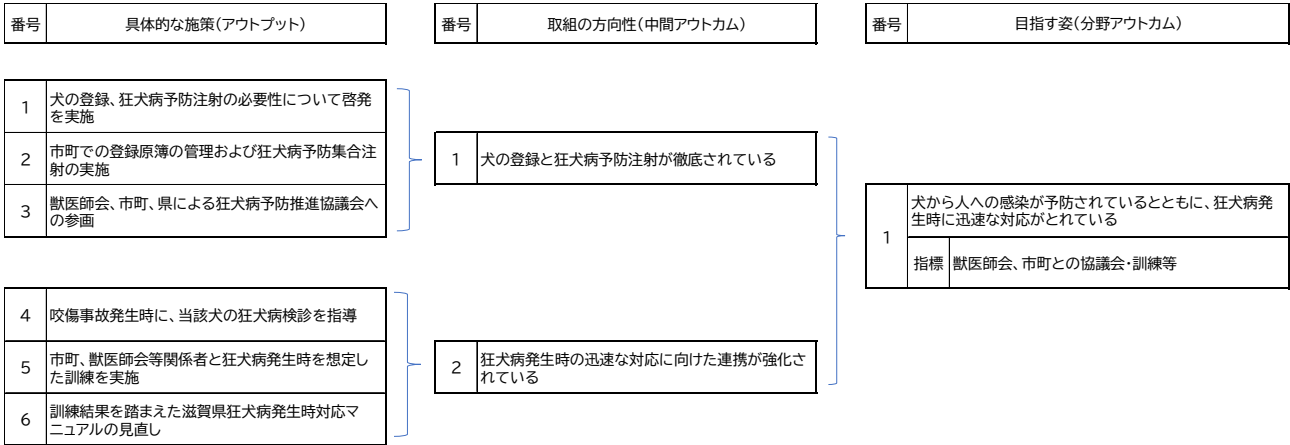 番号 具体的な施策(アウトプット) 番号 取組の方向性(中間アウトカム) 番号 目指す姿(分野アウトカム)
1 犬の登録、狂犬病予防注射の必要性について啓発
を実施
2 市町での登録原簿の管理および狂犬病予防集合注
射の実施
3 獣医師会、市町、県による狂犬病予防推進協議会へ
の参画
1 犬の登録と狂犬病予防注射が徹底されている
4 咬傷事故発生時に、当該犬の狂犬病検診を指導
5 市町、獣医師会等関係者と狂犬病発生時を想定し
た訓練を実施
6 訓練結果を踏まえた滋賀県狂犬病発生時対応マ
ニュアルの見直し
2 狂犬病発生時の迅速な対応に向けた連携が強化さ
れている
1 犬から人への感染が予防されているとともに、狂犬病発
生時に迅速な対応がとれている
指標 獣医師会、市町との協議会・訓練等